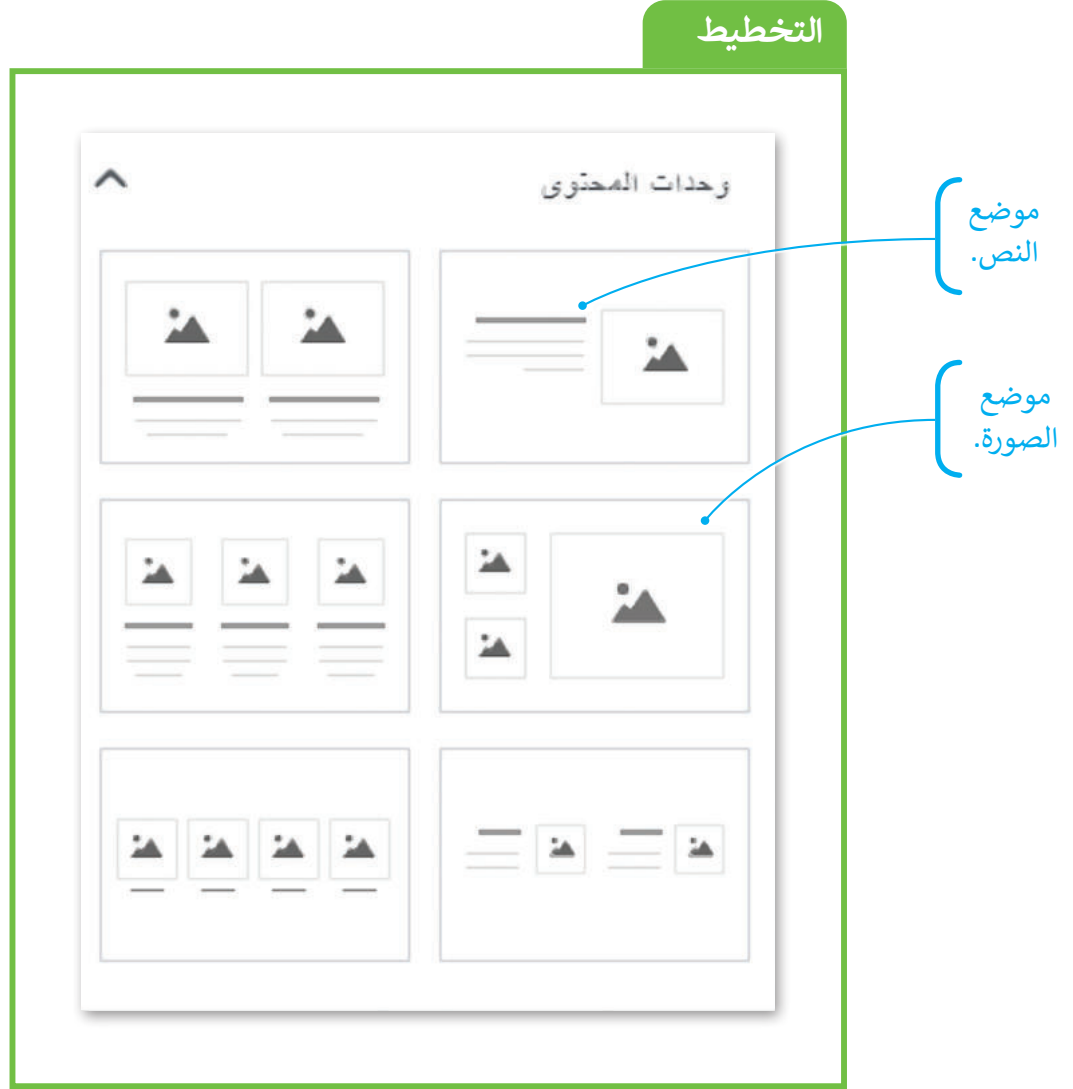 التخطيط
وحدات المحتوى
موضع
النص.
موضع
الصورة.